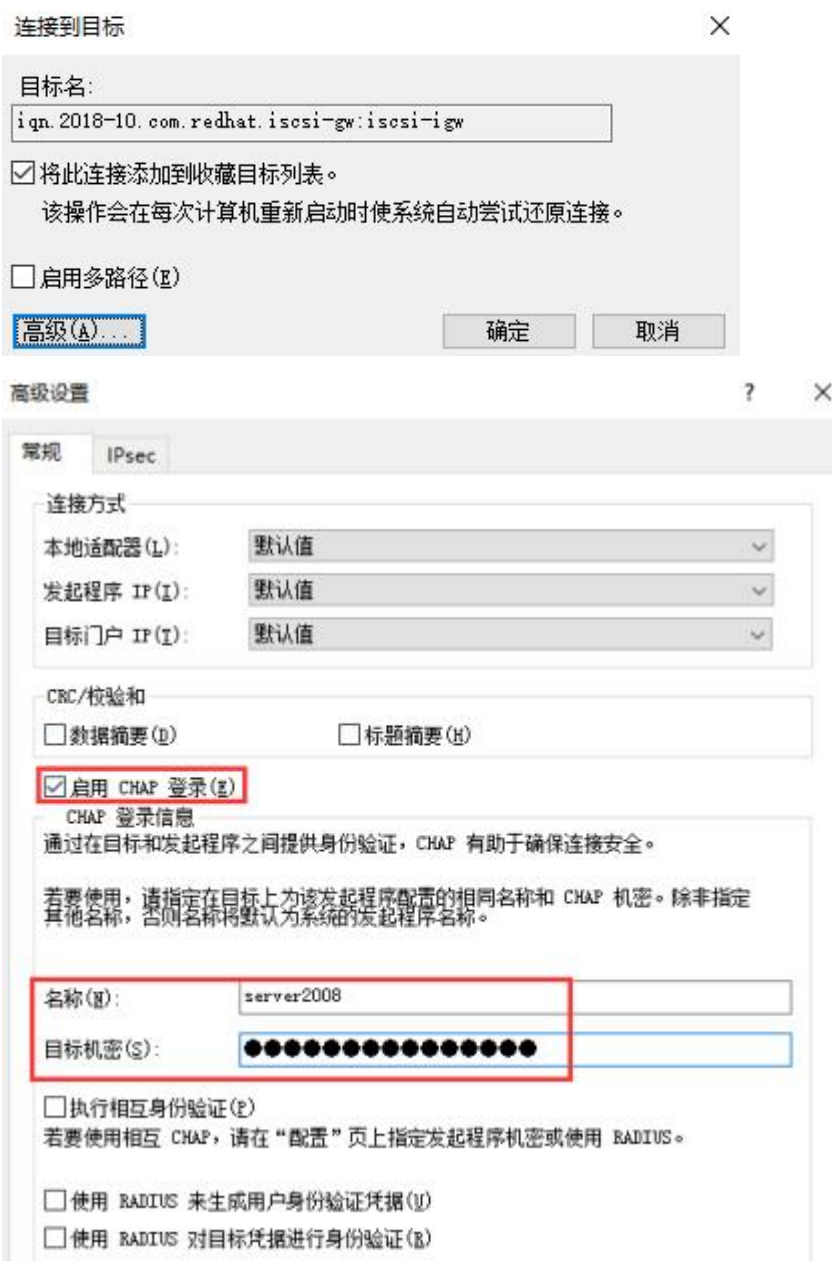 连接到目标
目标名:
iqn.2018-10.com.redhat.iscsi-gw:iscsi-igw
将此连接添加到收藏目标列表。
该操作会在每次计算机重新启动时使系统自动尝试还原连接。
启用多路径(E)
高级(A)... 确定 取消
高级设置 ?
常规 IPsec
连接方式
本地适配器(L): 默认值
发起程序 IP(I): 默认值
目标门户 IP(T): 默认值
CRC/校验和
数据摘要(D) 标题摘要(H)
启用 CHAP 登录(E)
CHAP 登录信息
通过在目标和发起程序之间提供身份验证，CHAP 有助于确保连接安全。
若要使用，请指定在目标上为该发起程序配置的相同名称和 CHAP 机密。除非指定
其他名称，否则名称将默认为系统的发起程序名称。
名称(N): server2008
目标机密(S): ●●●●●●●●●●●●●●●
执行相互身份验证(P)
若要使用相互 CHAP，请在“配置”页上指定发起程序机密或使用 RADIUS。
使用 RADIUS 来生成用户身份验证凭据(U)
使用 RADIUS 对目标凭据进行身份验证(R)